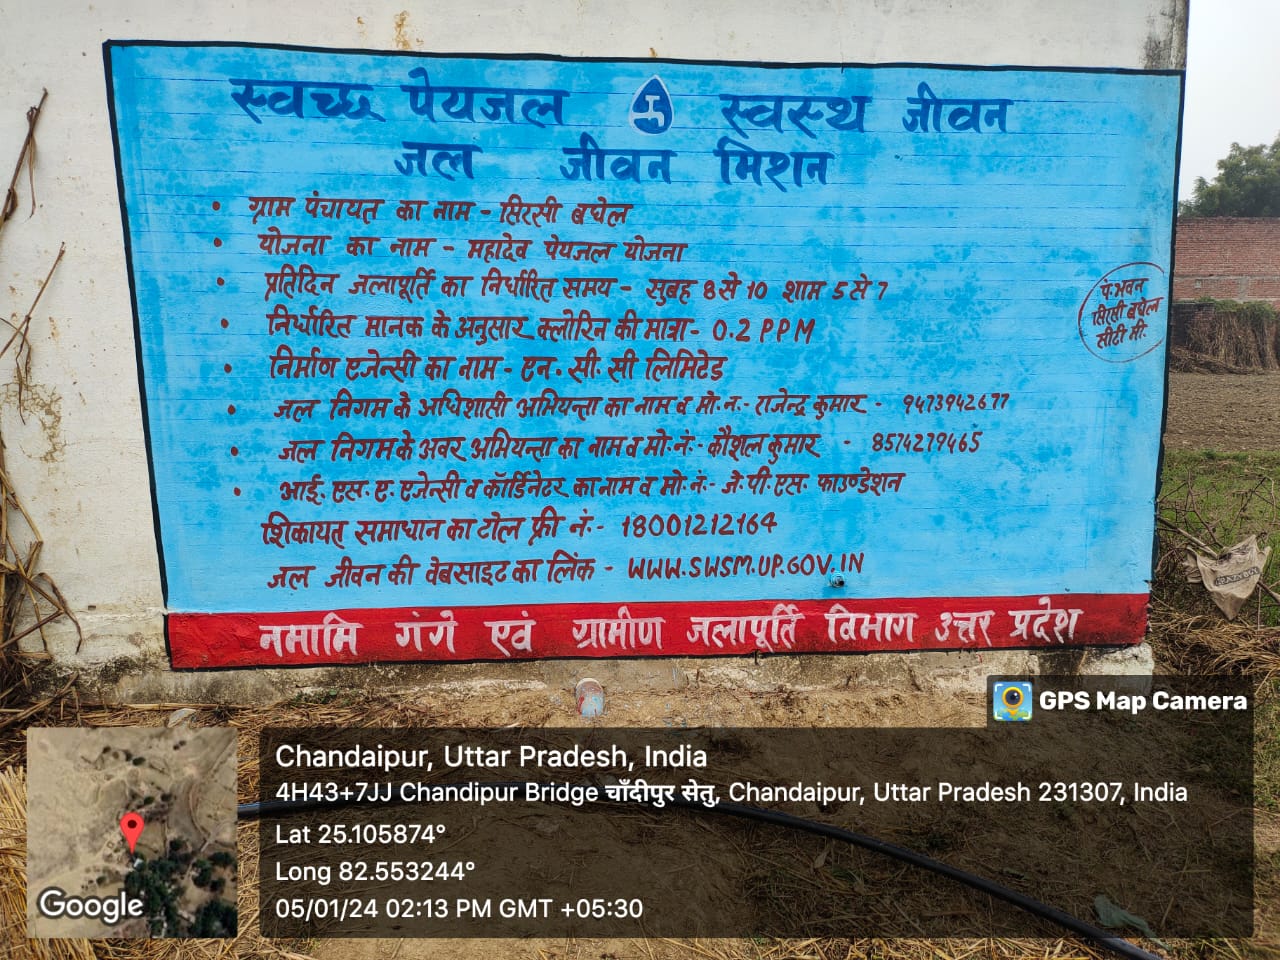 स्वच्छ पेयजल स्वस्थ जीवन
जल जीवन मिशन
• ग्राम पंचायत का नाम - सिरसी बघेल
• योजना का नाम - महादेव पेयजल योजना
• प्रतिदिन जलापूर्ति का निर्धारित समय - सुबह 8 से 10 शाम 5 से 7
• निर्धारित मानक के अनुसार क्लोरिन की मात्रा - 0.2 PPM
• निर्माण एजेन्सी का नाम - एन. सी. सी लिमिटेड
• जल निगम के अधिशासी अभियन्ता का नाम व मो.न.- राजेन्द्र कुमार - 9473942677
• जल निगम के अवर अभियन्ता का नाम व मो.नं.- कौशल कुमार - 8574279465
• आई. एस. ए. एजेन्सी व कॉर्डिनेटर का नाम व मो.नं.- जे. पी. एस. फाउण्डेशन
शिकायत समाधान का टोल फ्री नं.- 18001212164
जल जीवन की वेबसाइट का लिंक - WWW.SWSM.UP.GOV.IN
पं. भवन
सिरसी बघेल
सीटी मी.
नमामि गंगे एवं ग्रामीण जलापूर्ति विभाग उत्तर प्रदेश
GPS Map Camera
Chandaipur, Uttar Pradesh, India
4H43+7JJ Chandipur Bridge चाँदीपुर सेतु, Chandaipur, Uttar Pradesh 231307, India
Lat 25.105874°
Long 82.553244°
05/01/24 02:13 PM GMT +05:30
Google